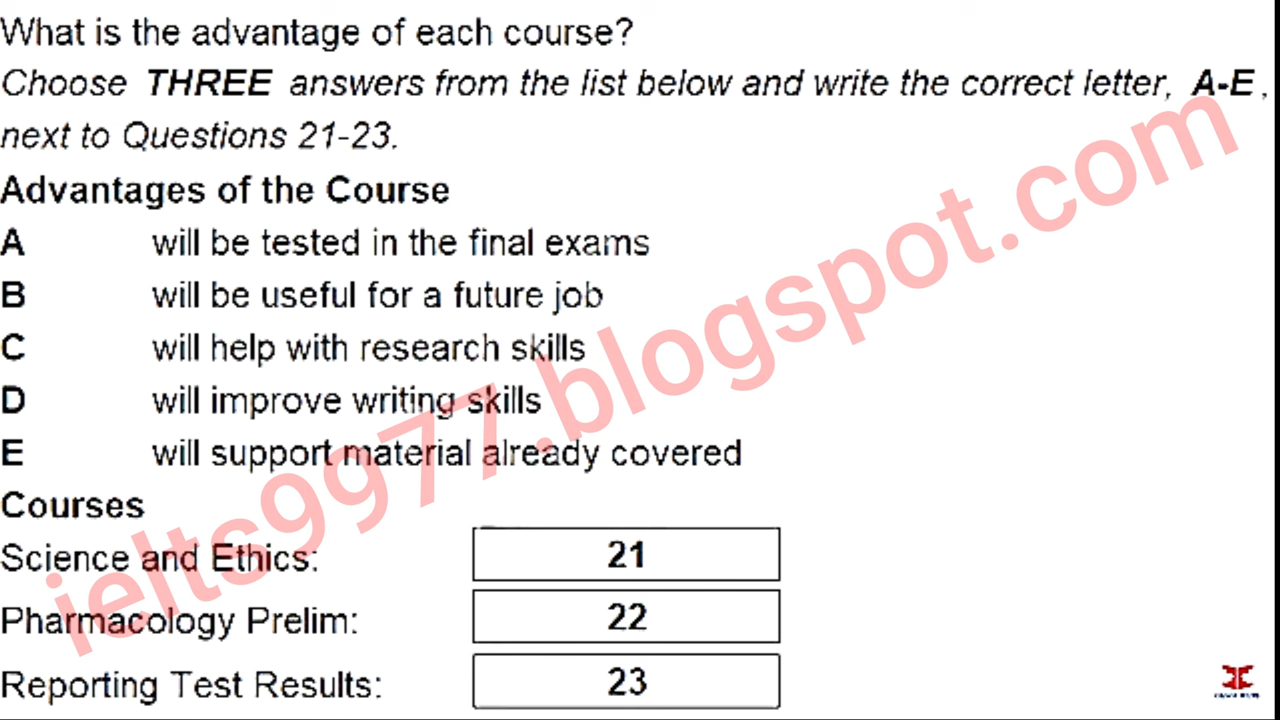 What is the advantage of each course?
Choose THREE answers from the list below and write the correct letter, A-E,
next to Questions 21-23.
Advantages of the Course
A will be tested in the final exams
B will be useful for a future job
C will help with research skills
D will improve writing skills
E will support material already covered
Courses
Science and Ethics: 21
Pharmacology Prelim: 22
Reporting Test Results: 23
ielts9977.blogspot.com